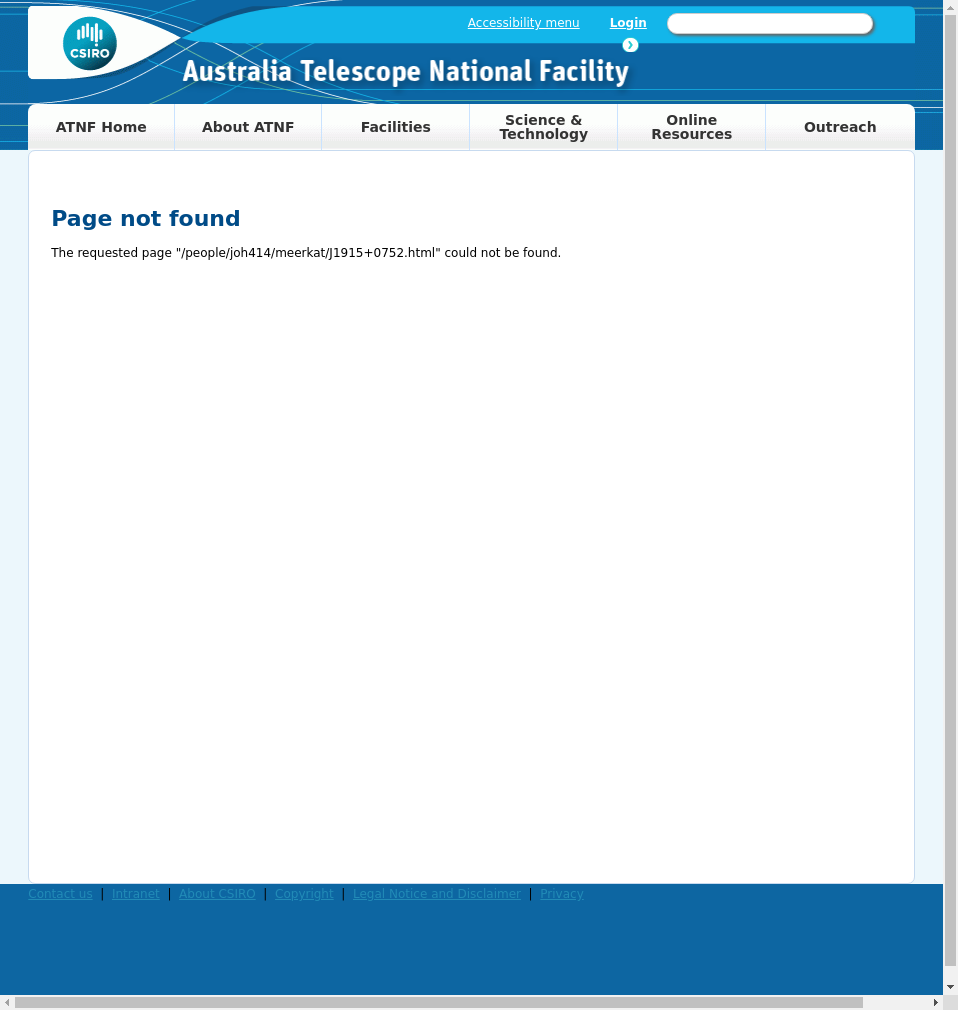 Accessibility menu
Login
CSIRO
Australia Telescope National Facility
ATNF Home
About ATNF
Facilities
Science &
Technology
Online
Resources
Outreach
Page not found
The requested page "/people/joh414/meerkat/J1915+0752.html" could not be found.
Contact us | Intranet | About CSIRO | Copyright | Legal Notice and Disclaimer | Privacy